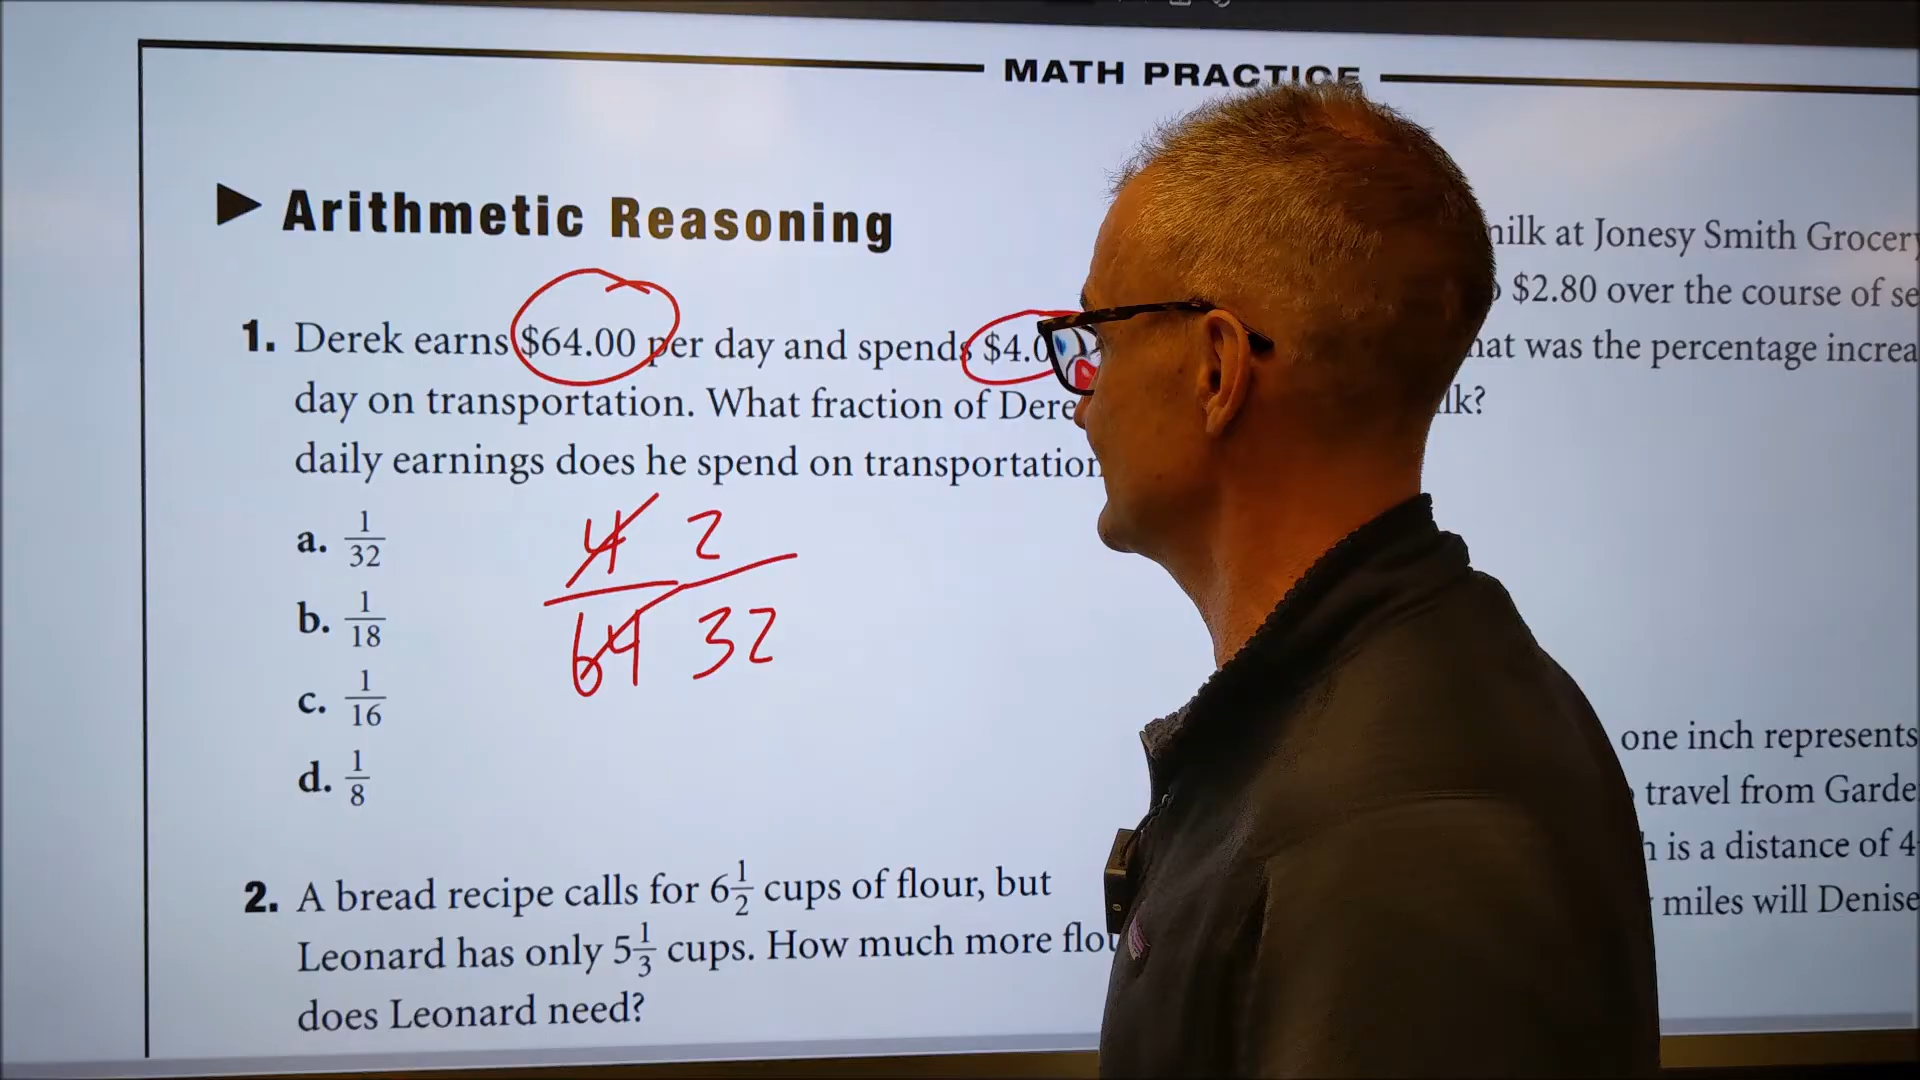 MATH PRACTICE
Arithmetic Reasoning
1. Derek earns $64.00 per day and spends $4.0
day on transportation. What fraction of Dere
daily earnings does he spend on transportation
a. 1/32
b. 1/18
c. 1/16
d. 1/8
4 2
64 32
2. A bread recipe calls for 6 1/2 cups of flour, but
Leonard has only 5 1/3 cups. How much more flou
does Leonard need?
milk at Jonesy Smith Grocery
$2.80 over the course of se
hat was the percentage increa
lk?
one inch represents
travel from Garde
is a distance of 4
miles will Denise